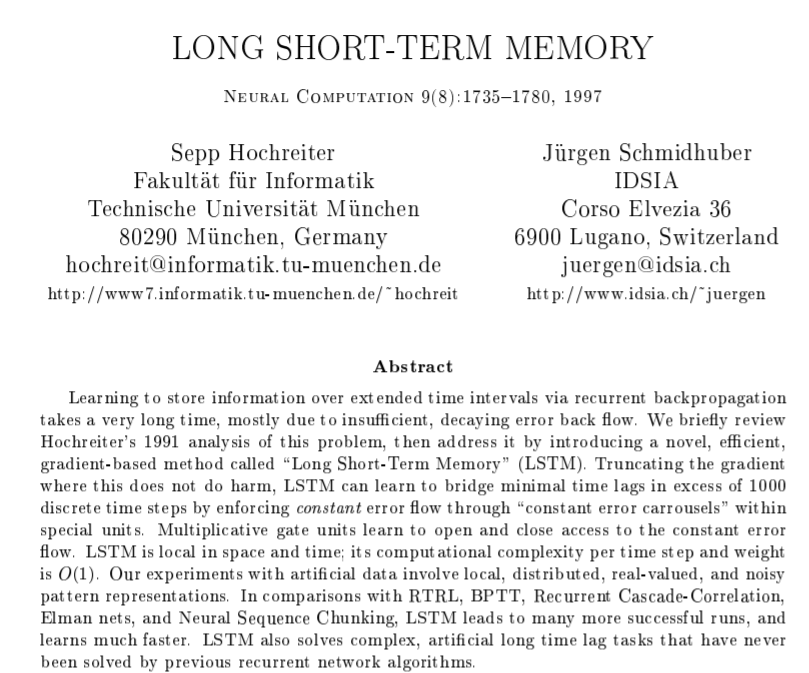 LONG SHORT-TERM MEMORY
NEURAL COMPUTATION 9(8):1735–1780, 1997
Sepp Hochreiter
Fakultät für Informatik
Technische Universität München
80290 München, Germany
hochreit@informatik.tu-muenchen.de
http://www7.informatik.tu-muenchen.de/~hochreit
Jürgen Schmidhuber
IDSIA
Corso Elvezia 36
6900 Lugano, Switzerland
juergen@idsia.ch
http://www.idsia.ch/~juergen
Abstract
Learning to store information over extended time intervals via recurrent backpropagation
takes a very long time, mostly due to insufficient, decaying error back flow. We briefly review
Hochreiter's 1991 analysis of this problem, then address it by introducing a novel, efficient,
gradient-based method called “Long Short-Term Memory” (LSTM). Truncating the gradient
where this does not do harm, LSTM can learn to bridge minimal time lags in excess of 1000
discrete time steps by enforcing constant error flow through “constant error carrousels” within
special units. Multiplicative gate units learn to open and close access to the constant error
flow. LSTM is local in space and time; its computational complexity per time step and weight
is O(1). Our experiments with artificial data involve local, distributed, real-valued, and noisy
pattern representations. In comparisons with RTRL, BPTT, Recurrent Cascade-Correlation,
Elman nets, and Neural Sequence Chunking, LSTM leads to many more successful runs, and
learns much faster. LSTM also solves complex, artificial long time lag tasks that have never
been solved by previous recurrent network algorithms.